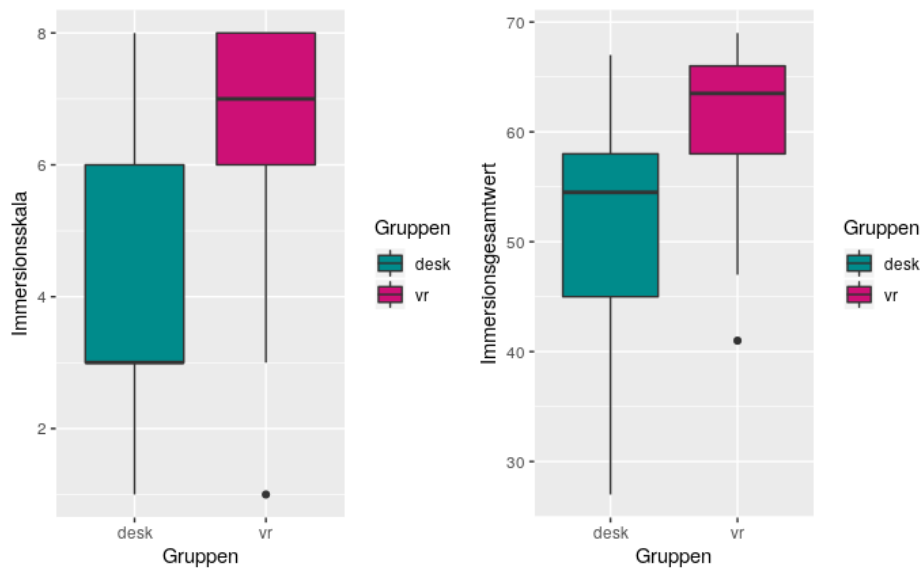 Immersionsskala
8
6
4
2
desk
vr
Gruppen
Gruppen
desk
vr
Immersionsgesamtwert
70
60
50
40
30
desk
vr
Gruppen
Gruppen
desk
vr